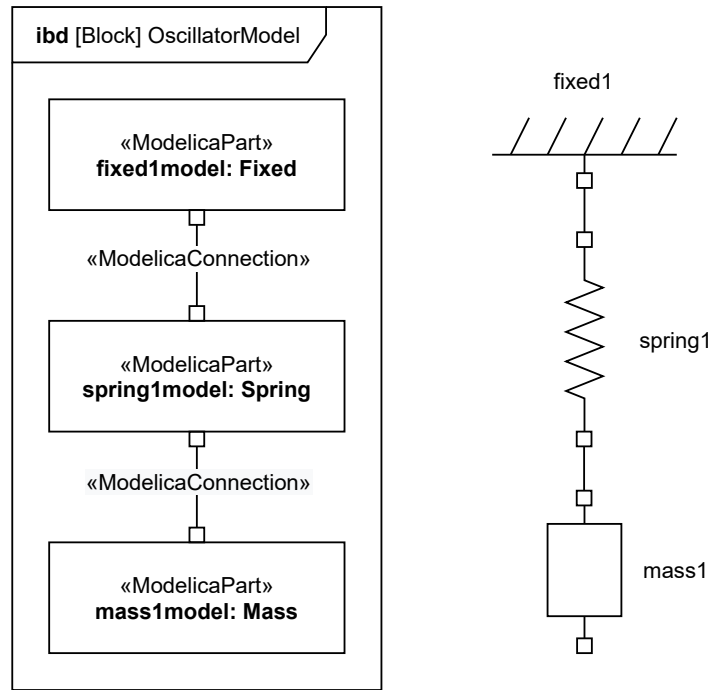 ibd [Block] OscillatorModel
«ModelicaPart»
fixed1model: Fixed
«ModelicaConnection»
«ModelicaPart»
spring1model: Spring
«ModelicaConnection»
«ModelicaPart»
mass1model: Mass
fixed1
spring1
mass1